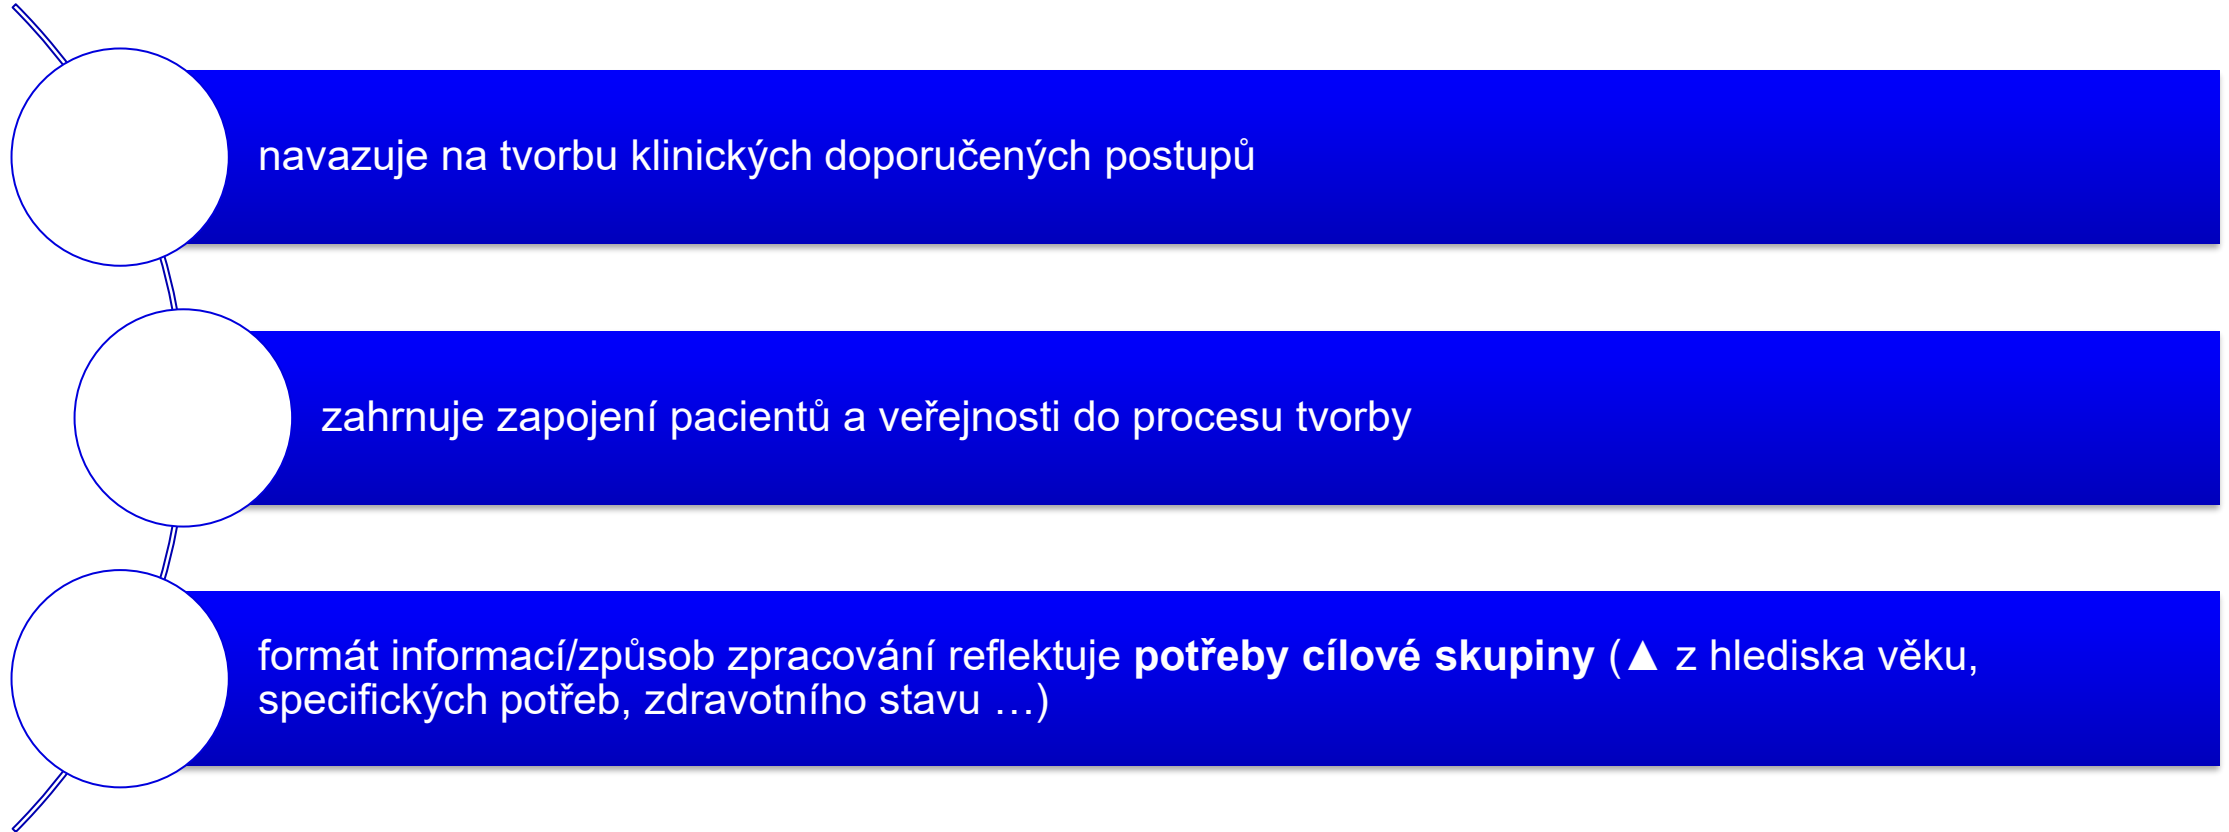 navazuje na tvorbu klinických doporučených postupů
zahrnuje zapojení pacientů a veřejnosti do procesu tvorby
formát informací/způsob zpracování reflektuje potřeby cílové skupiny (▲ z hlediska věku,
specifických potřeb, zdravotního stavu …)